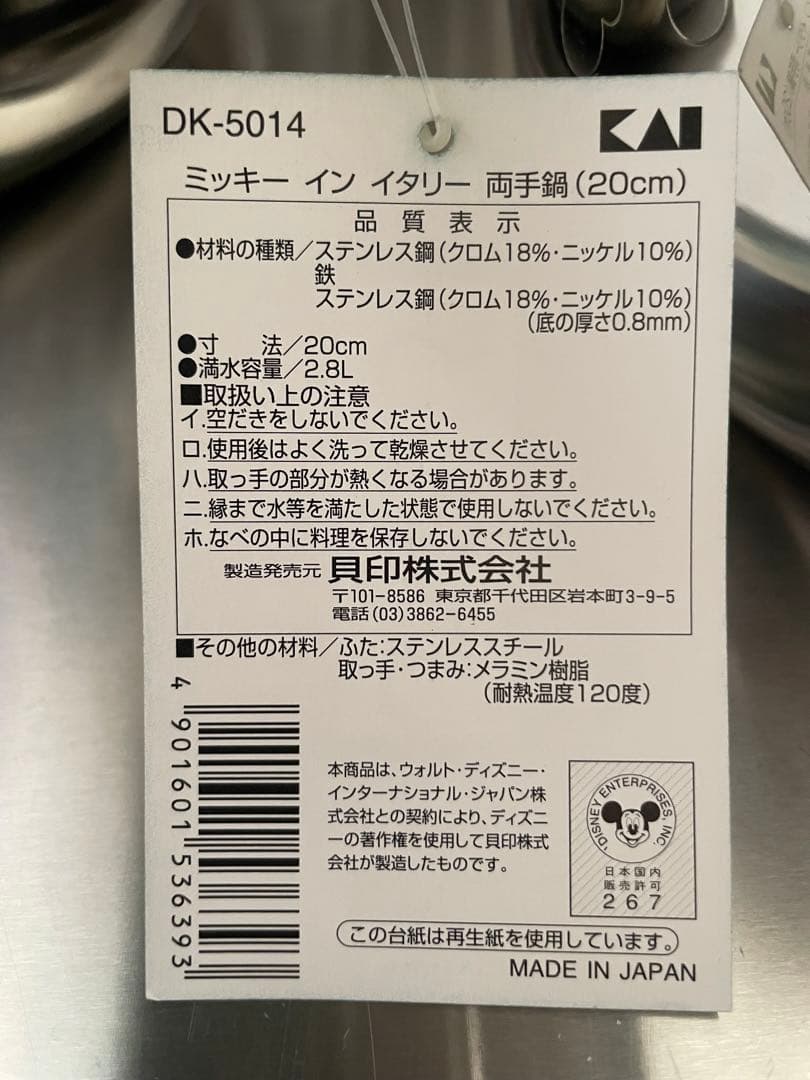 DK-5014
KAI
ミッキー イン イタリー 両手鍋(20cm)
品質表示
●材料の種類/ステンレス鋼(クロム18%・ニッケル10%)
鉄
ステンレス鋼(クロム18%・ニッケル10%)
(底の厚さ0.8mm)
●寸 法/20cm
●満水容量/2.8L
■取扱い上の注意
イ.空だきをしないでください。
ロ.使用後はよく洗って乾燥させてください。
ハ.取っ手の部分が熱くなる場合があります。
ニ.縁まで水等を満たした状態で使用しないでください。
ホ.なべの中に料理を保存しないでください。
製造発売元 貝印株式会社
〒101-8586 東京都千代田区岩本町3-9-5
電話(03)3862-6455
■その他の材料/ふた:ステンレススチール
取っ手・つまみ:メラミン樹脂
(耐熱温度120度)
4 901601 536393
本商品は、ウォルト・ディズニー・
インターナショナル・ジャパン株
式会社との契約により、ディズニ
ーの著作権を使用して貝印株式
会社が製造したものです。
©DISNEY ENTERPRISES, INC.
日本国内
販売許可
267
この台紙は再生紙を使用しています。
MADE IN JAPAN